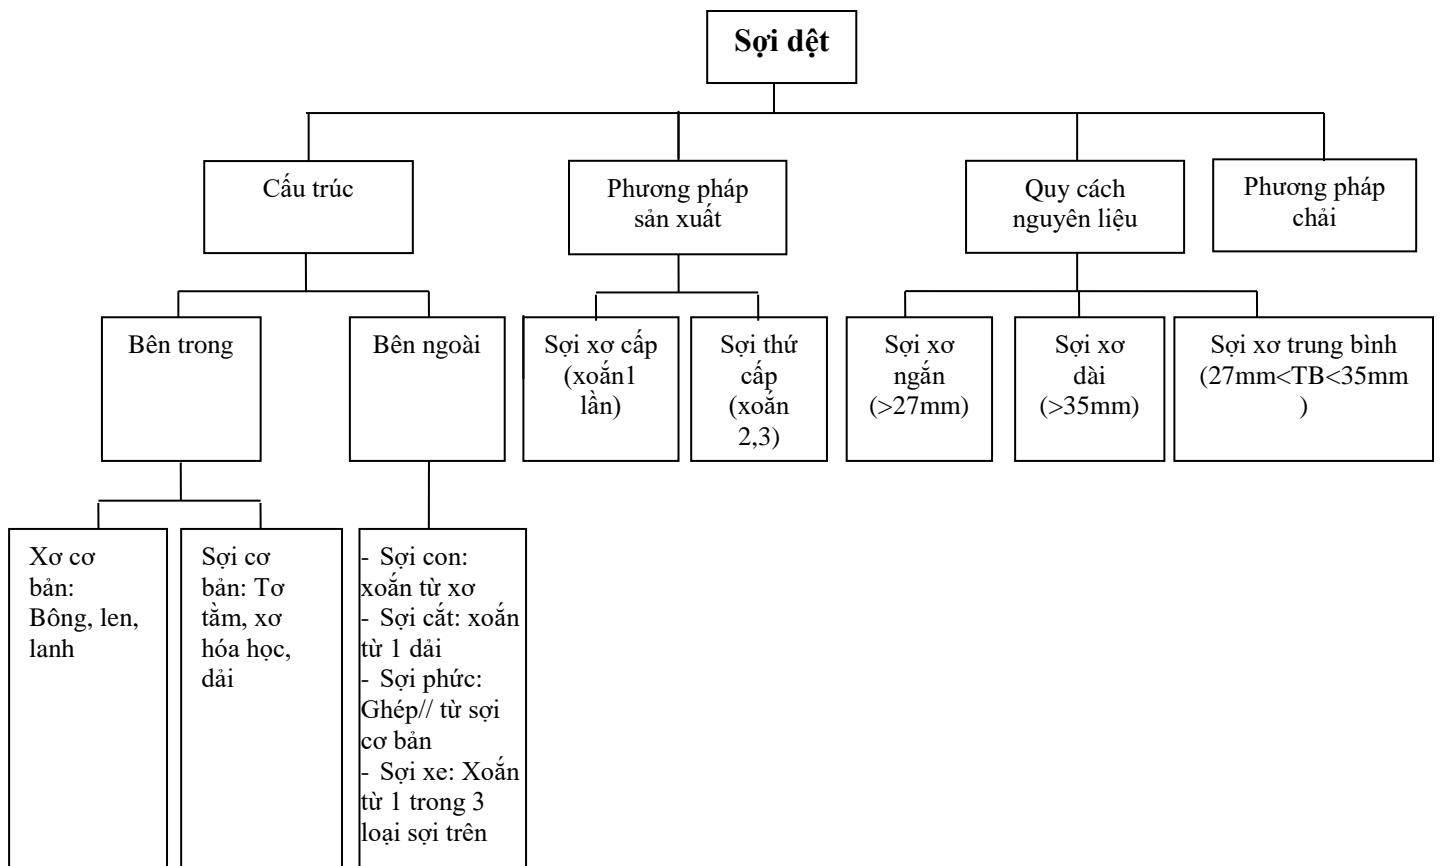 Sợi dệt
Cấu trúc
Phương pháp
sản xuất
Quy cách
nguyên liệu
Phương pháp
chải
Bên trong
Bên ngoài
Sợi xơ cấp
(xoắn1
lần)
Sợi thứ
cấp
(xoắn
2,3)
Sợi xơ
ngắn
(>27mm)
Sợi xơ
dài
(>35mm)
Sợi xơ trung bình
(27mm<TB<35mm
)
Xơ cơ
bản:
Bông, len,
lanh
Sợi cơ
bản: Tơ
tằm, xơ
hóa học,
dải
- Sợi con:
xoắn từ xơ
- Sợi cắt: xoắn
từ 1 dải
- Sợi phức:
Ghép// từ sợi
cơ bản
- Sợi xe: Xoắn
từ 1 trong 3
loại sợi trên